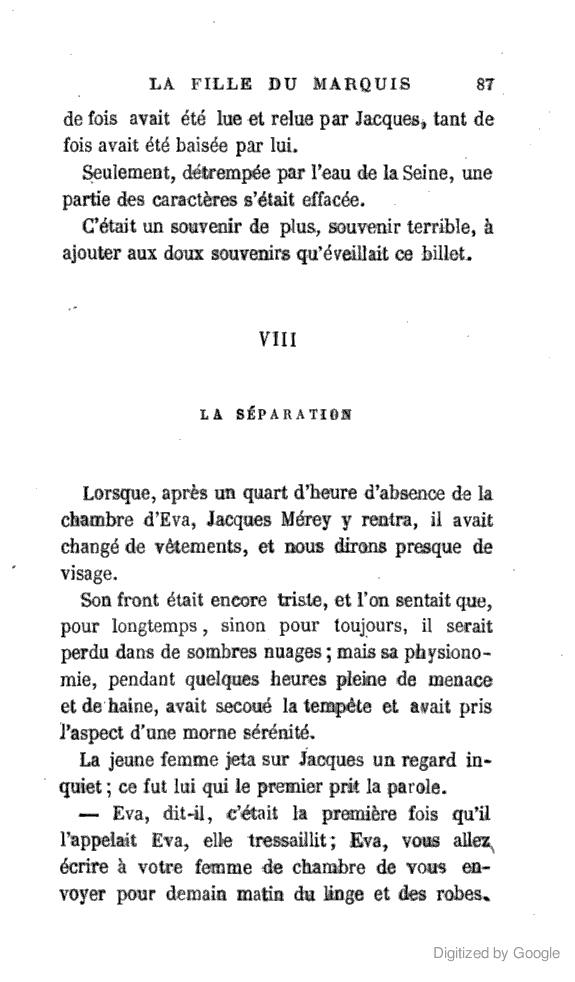 LA FILLE DU MARQUIS 87
de fois avait été lue et relue par Jacques, tant de
fois avait été baisée par lui.
Seulement, détrempée par l'eau de la Seine, une
partie des caractères s'était effacée.
C'était un souvenir de plus, souvenir terrible, à
ajouter aux doux souvenirs qu'éveillait ce billet.
VIII
LA SÉPARATION
Lorsque, après un quart d'heure d'absence de la
chambre d'Eva, Jacques Mérey y rentra, il avait
changé de vêtements, et nous dirons presque de
visage.
Son front était encore triste, et l'on sentait que,
pour longtemps, sinon pour toujours, il serait
perdu dans de sombres nuages ; mais sa physiono-
mie, pendant quelques heures pleine de menace
et de haine, avait secoué la tempête et avait pris
l'aspect d'une morne sérénité.
La jeune femme jeta sur Jacques un regard in-
quiet ; ce fut lui qui le premier prit la parole.
— Eva, dit-il, c'était la première fois qu'il
l'appelait Eva, elle tressaillit ; Eva, vous allez
écrire à votre femme de chambre de vous en-
voyer pour demain matin du linge et des robes.
Digitized by Google